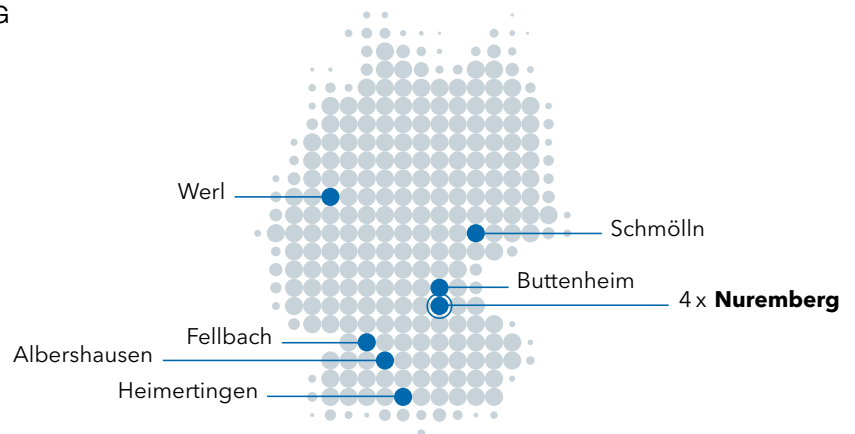 G
Werl
Schmölln
Buttenheim
4 x Nuremberg
Fellbach
Albershausen
Heimertingen